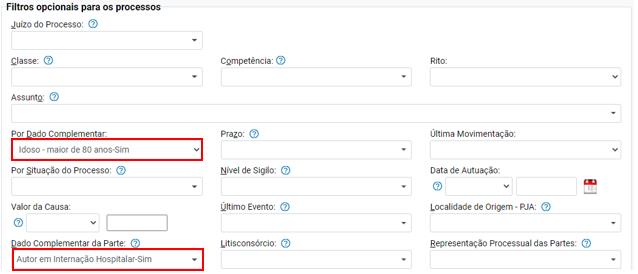 Filtros opcionais para os processos
Juízo do Processo: ?
Classe: ? Competência: ? Rito:
Assunto: ?
Por Dado Complementar: Prazo: ? Última Movimentação:
Idoso - maior de 80 anos-Sim
Por Situação do Processo: ? Nível de Sigilo: ? Data de Autuação:
?
Valor da Causa: Último Evento: ? Localidade de Origem - PJA: ?
?
Dado Complementar da Parte: ? Litisconsórcio: ? Representação Processual das Partes: ?
Autor em Internação Hospitalar-Sim